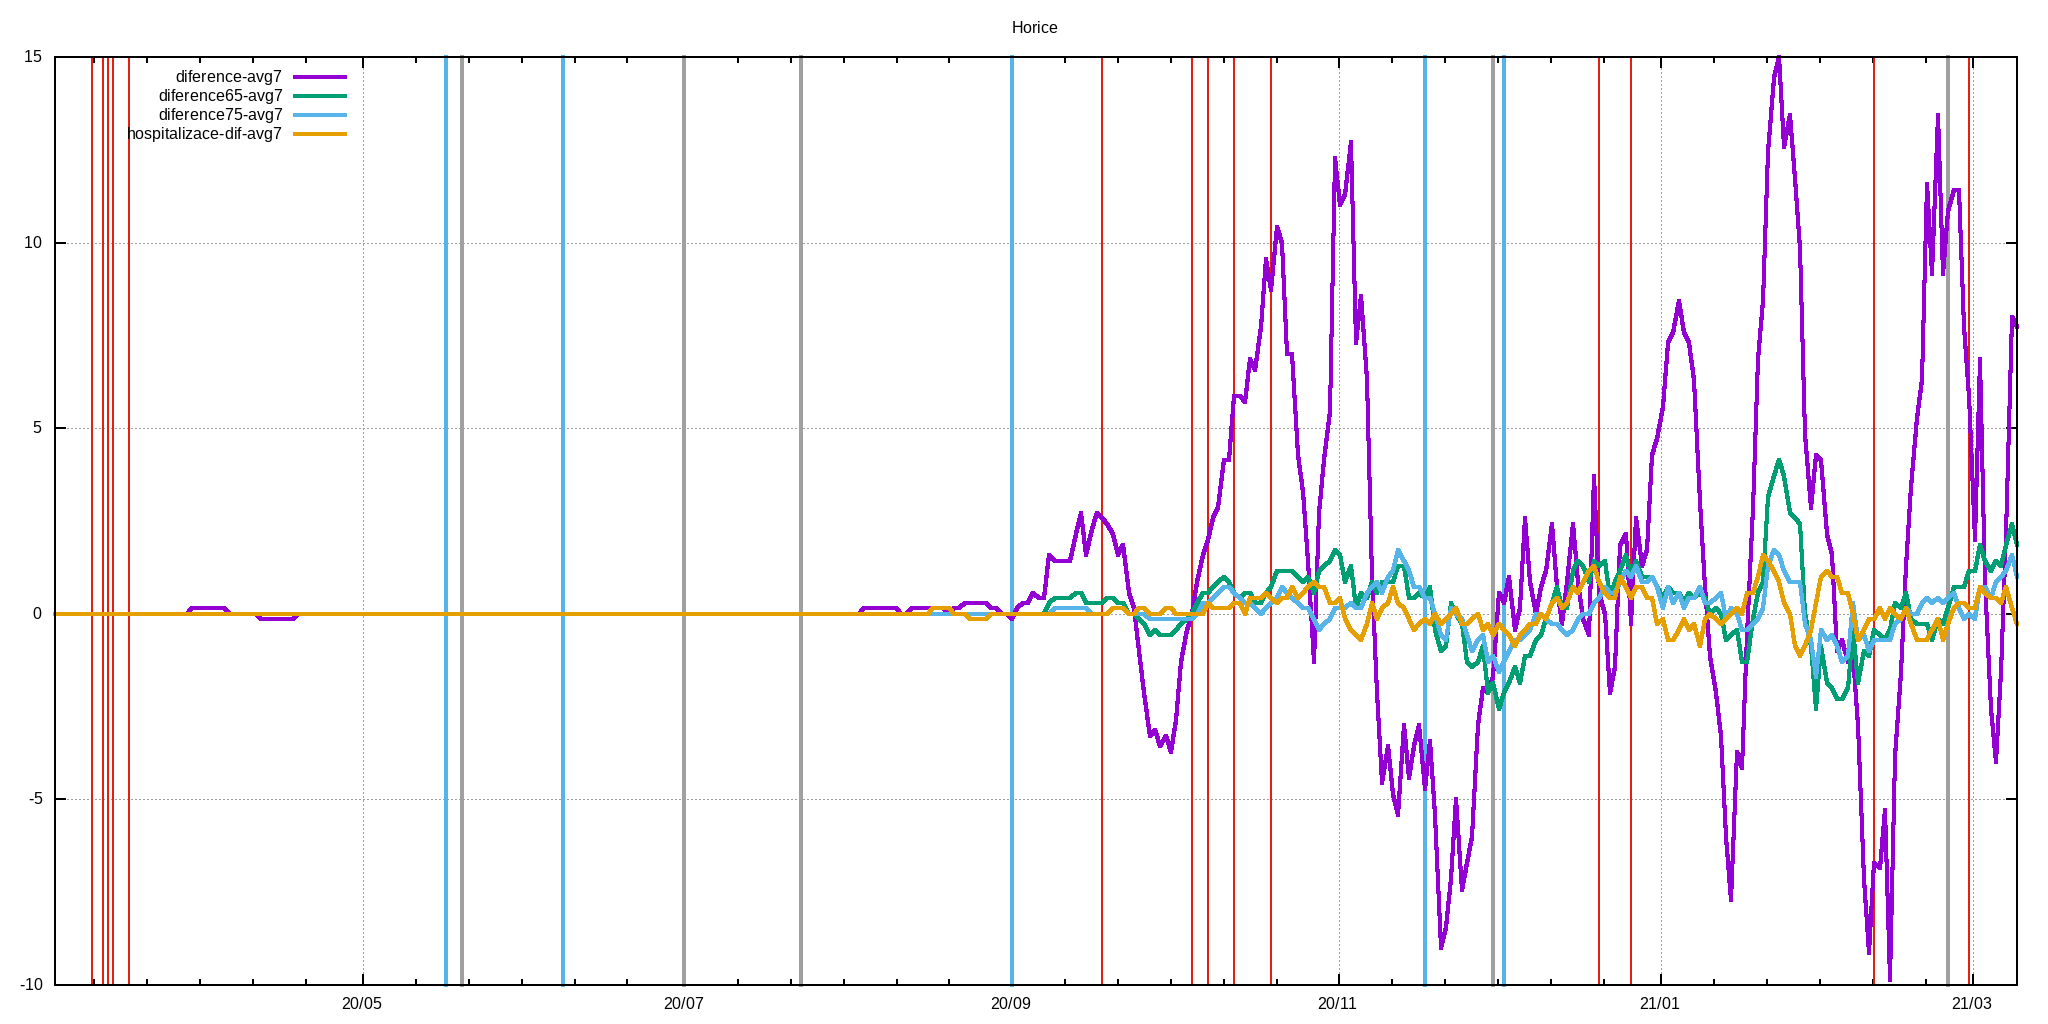 Horice
15
diference-avg7
diference65-avg7
diference75-avg7
hospitalizace-dif-avg7
10
5
0
-5
-10
20/05 20/07 20/09 20/11 21/01 21/03